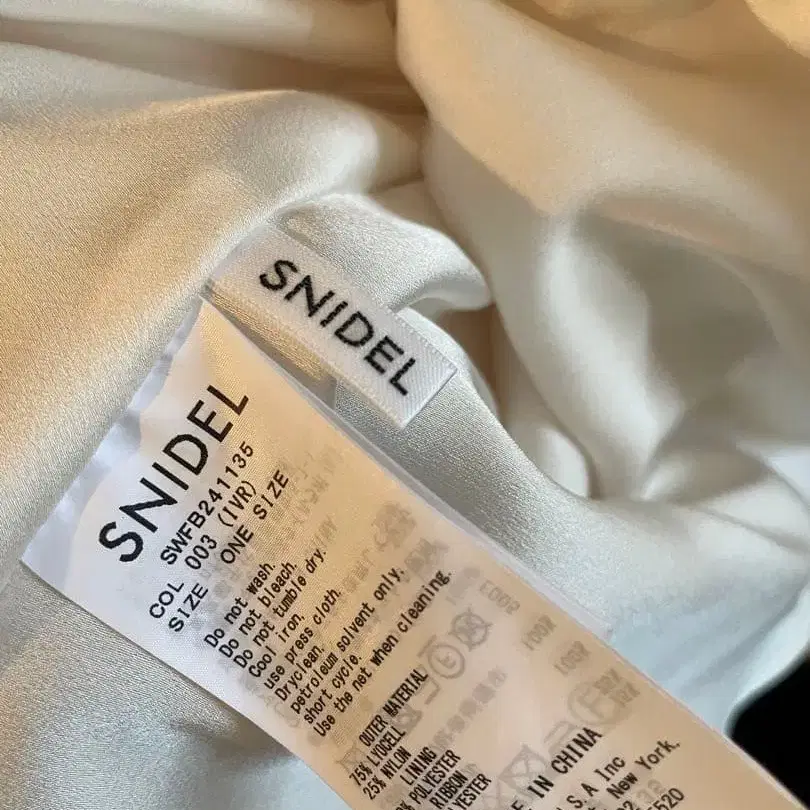 SNIDEL
SNIDEL
SWFB241135
COL 003 (IVR)
SIZE ONE SIZE
Do not wash.
Do not bleach.
Do not tumble dry.
Cool iron,
use press cloth.
Dryclean,
petroleum solvent only.
short cycle.
Use the net when cleaning.
OUTER MATERIAL:
75% LYOCELL
25% NYLON
LINING
POLYESTER
RIBBON
IN CHINA
Inc
New York.